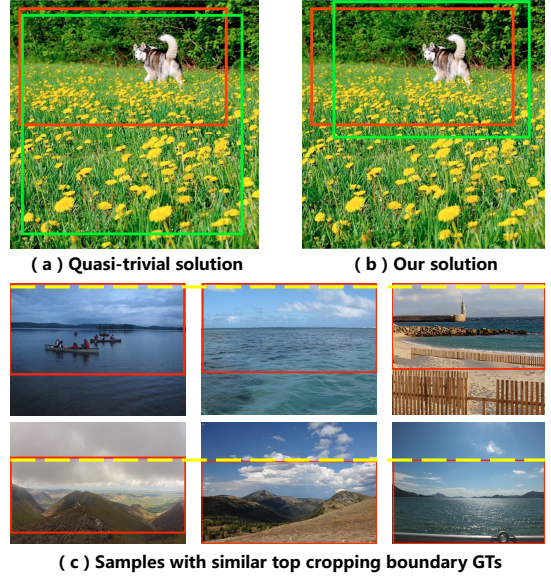 ( a ) Quasi-trivial solution
( b ) Our solution
( c ) Samples with similar top cropping boundary GTs